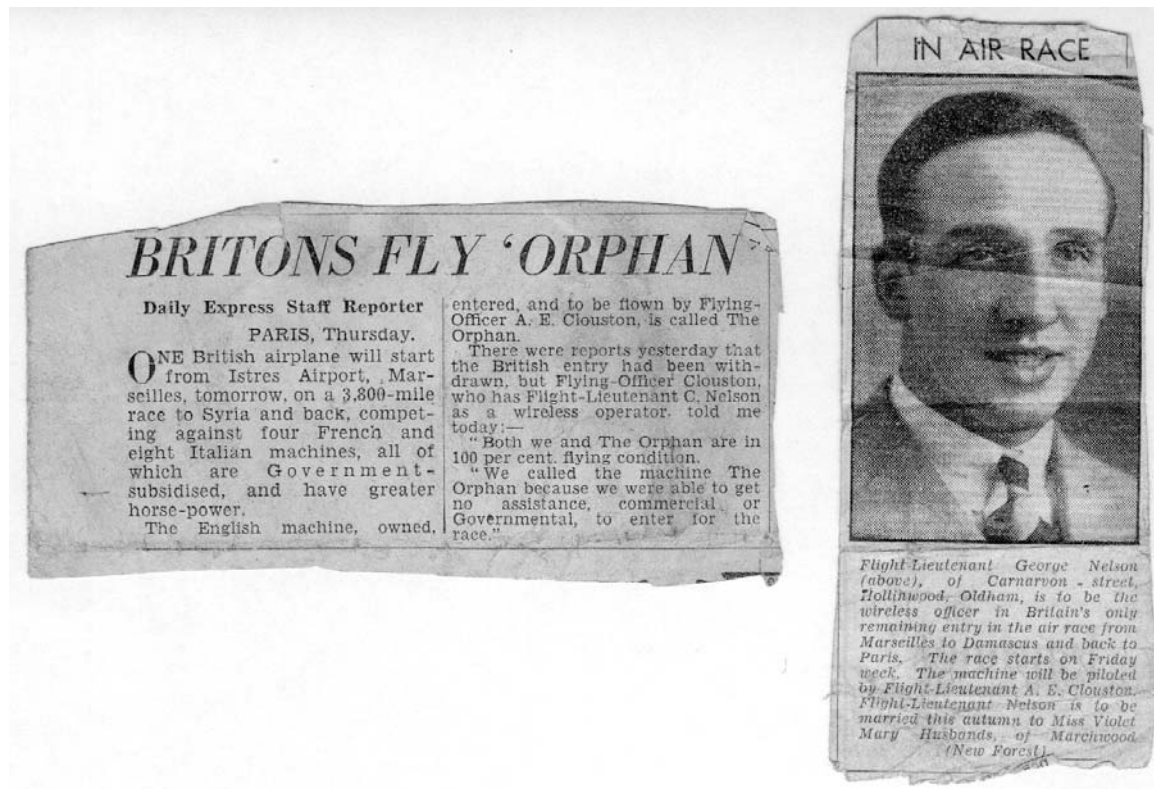 BRITONS FLY 'ORPHAN'
Daily Express Staff Reporter
PARIS, Thursday.
ONE British airplane will start
from Istres Airport, Mar-
seilles, tomorrow, on a 3,800-mile
race to Syria and back, compet-
ing against four French and
eight Italian machines, all of
which are Government-
subsidised, and have greater
horse-power.
The English machine, owned,
entered, and to be flown by Flying-
Officer A. E. Clouston, is called The
Orphan.
There were reports yesterday that
the British entry had been with-
drawn, but Flying-Officer Clouston,
who has Flight-Lieutenant C. Nelson
as a wireless operator, told me
today:—
"Both we and The Orphan are in
100 per cent. flying condition.
"We called the machine The
Orphan because we were able to get
no assistance, commercial or
Governmental, to enter for the
race."
IN AIR RACE
Flight-Lieutenant George Nelson
(above), of Carnarvon-street,
Hollinwood, Oldham, is to be the
wireless officer in Britain's only
remaining entry in the air race from
Marseilles to Damascus and back to
Paris. The race starts on Friday
week. The machine will be piloted
by Flight-Lieutenant A. E. Clouston.
Flight-Lieutenant Nelson is to be
married this autumn to Miss Violet
Mary Husbands, of Marchwood
(New Forest).